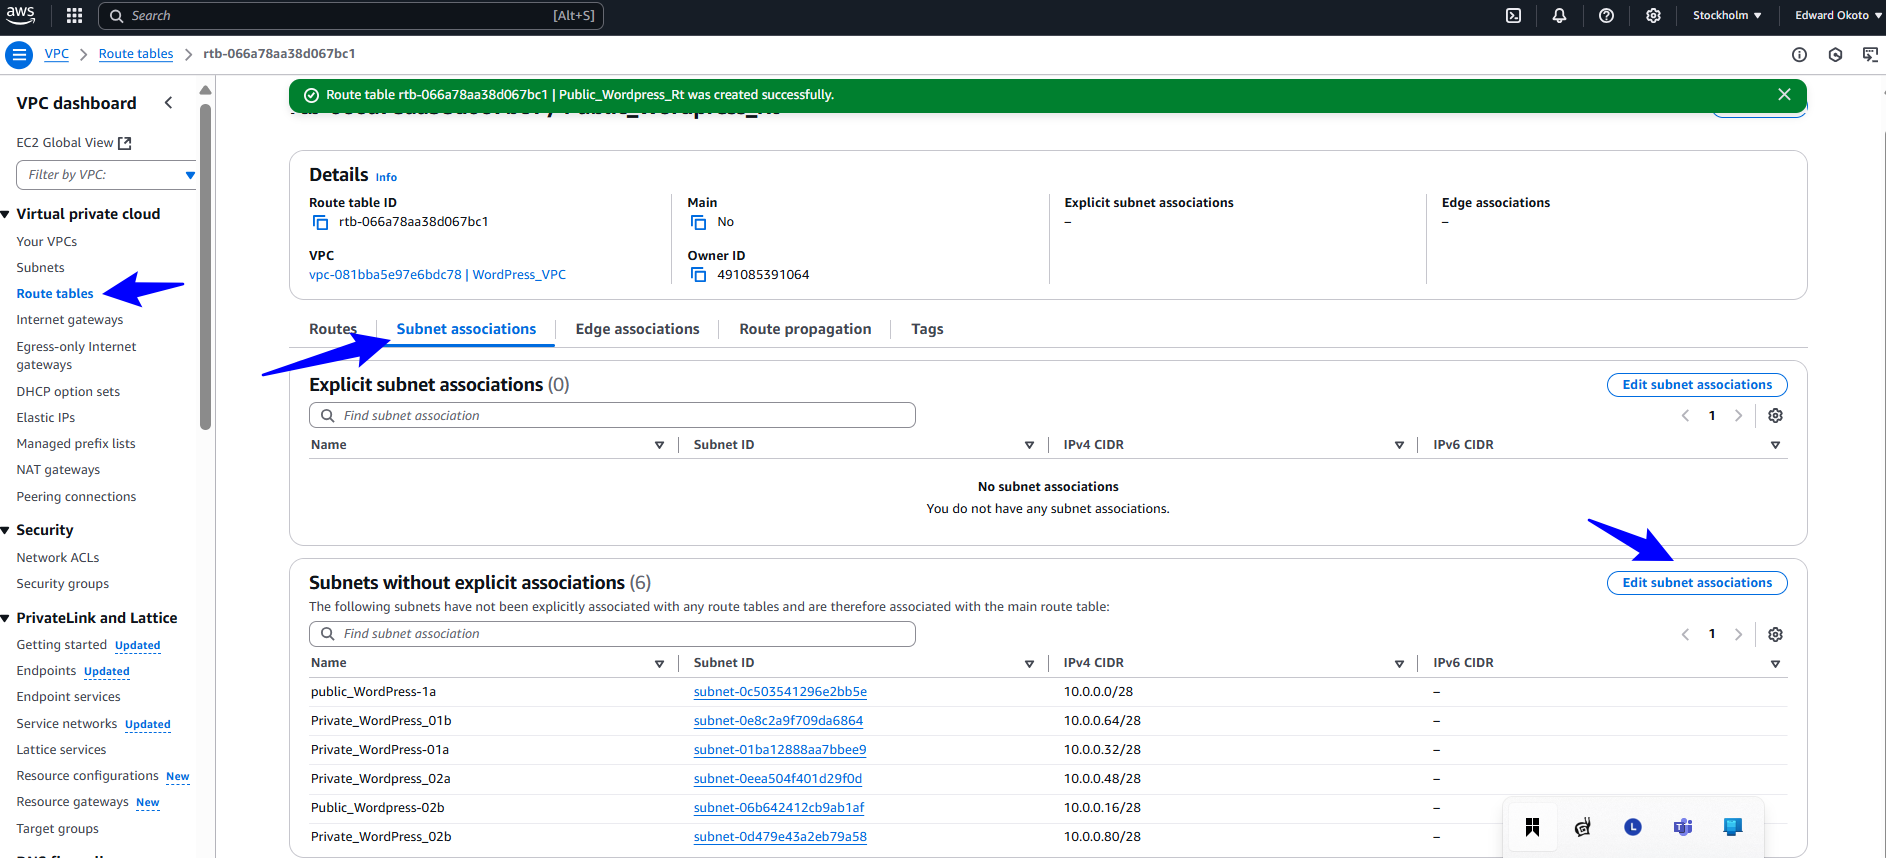 aws Search [Alt+S] Stockholm Edward Okoto
VPC Route tables rtb-066a78aa38d067bc1
VPC dashboard
EC2 Global View
Filter by VPC:
Virtual private cloud
Your VPCs
Subnets
Route tables
Internet gateways
Egress-only Internet
gateways
DHCP option sets
Elastic IPs
Managed prefix lists
NAT gateways
Peering connections
Security
Network ACLs
Security groups
PrivateLink and Lattice
Getting started Updated
Endpoints Updated
Endpoint services
Service networks Updated
Lattice services
Resource configurations New
Resource gateways New
Target groups
Route table rtb-066a78aa38d067bc1 | Public_Wordpress_Rt was created successfully.
Details Info
Route table ID
rtb-066a78aa38d067bc1
Main
No
Explicit subnet associations
–
Edge associations
–
VPC
vpc-081bba5e97e6bdc78 | WordPress_VPC
Owner ID
491085391064
Routes Subnet associations Edge associations Route propagation Tags
Explicit subnet associations (0) Edit subnet associations
Find subnet association 1
Name Subnet ID IPv4 CIDR IPv6 CIDR
No subnet associations
You do not have any subnet associations.
Subnets without explicit associations (6) Edit subnet associations
The following subnets have not been explicitly associated with any route tables and are therefore associated with the main route table:
Find subnet association 1
Name Subnet ID IPv4 CIDR IPv6 CIDR
public_WordPress-1a subnet-0c503541296e2bb5e 10.0.0.0/28 –
Private_WordPress_01b subnet-0e8c2a9f709da6864 10.0.0.64/28 –
Private_WordPress-01a subnet-01ba12888aa7bbee9 10.0.0.32/28 –
Private_Wordpress_02a subnet-0eea504f401d29f0d 10.0.0.48/28 –
Public_Wordpress-02b subnet-06b642412cb9ab1af 10.0.0.16/28 –
Private_WordPress_02b subnet-0d479e43a2eb79a58 10.0.0.80/28 –